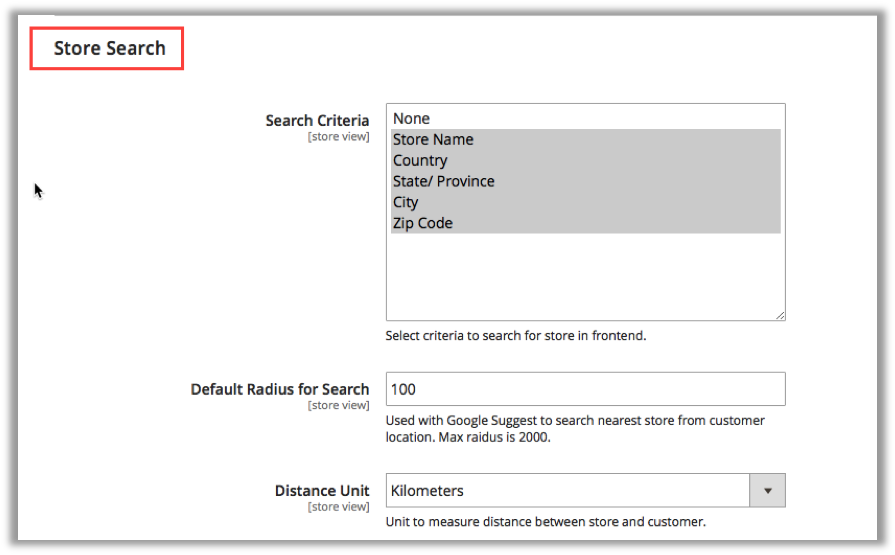 Store Search
Search Criteria
[store view]
None
Store Name
Country
State/ Province
City
Zip Code
Select criteria to search for store in frontend.
Default Radius for Search
[store view]
100
Used with Google Suggest to search nearest store from customer
location. Max raidus is 2000.
Distance Unit
[store view]
Kilometers
Unit to measure distance between store and customer.